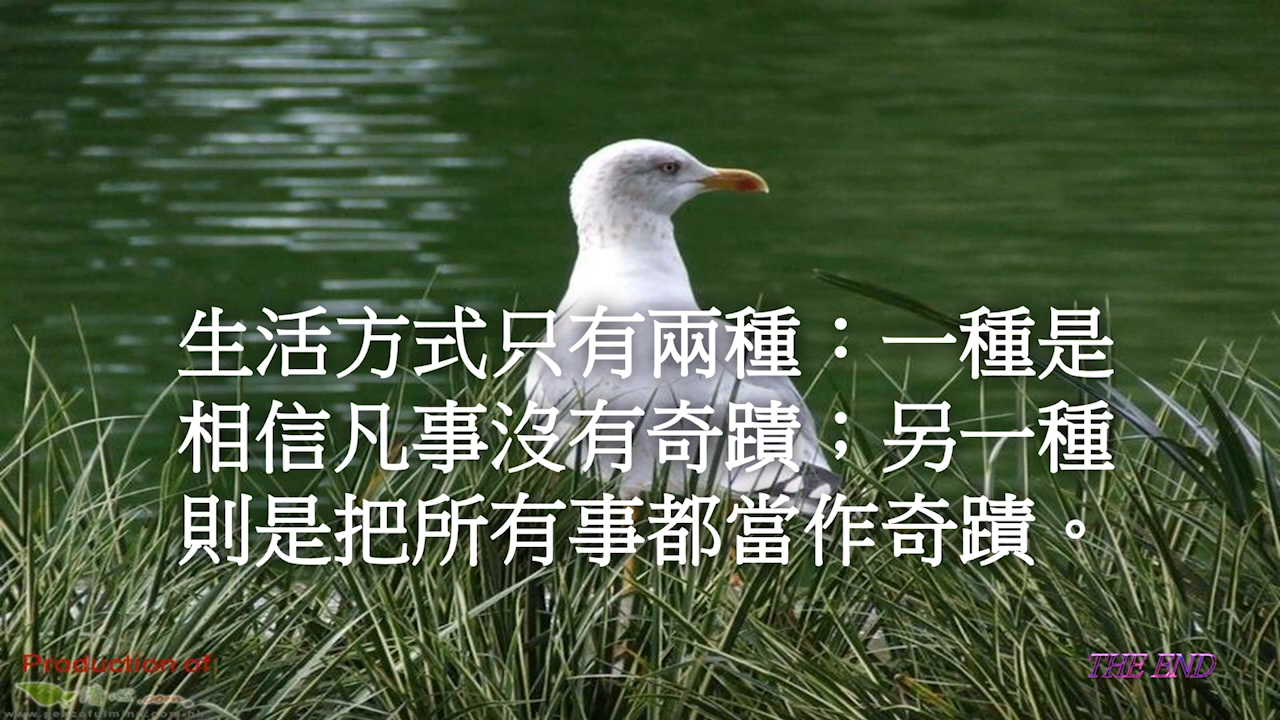 生活方式只有兩種：一種是
相信凡事沒有奇蹟；另一種
則是把所有事都當作奇蹟。
Production of
THE END